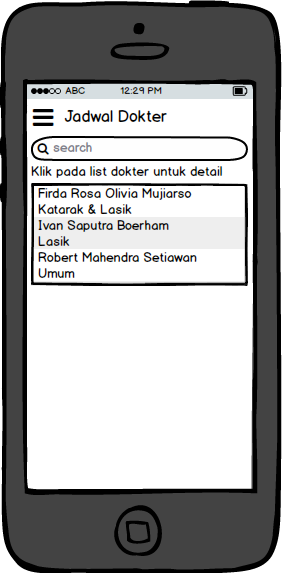 ABC 12:29 PM
Jadwal Dokter
search
Klik pada list dokter untuk detail
Firda Rosa Olivia Mujiarso
Katarak & Lasik
Ivan Saputra Boerham
Lasik
Robert Mahendra Setiawan
Umum